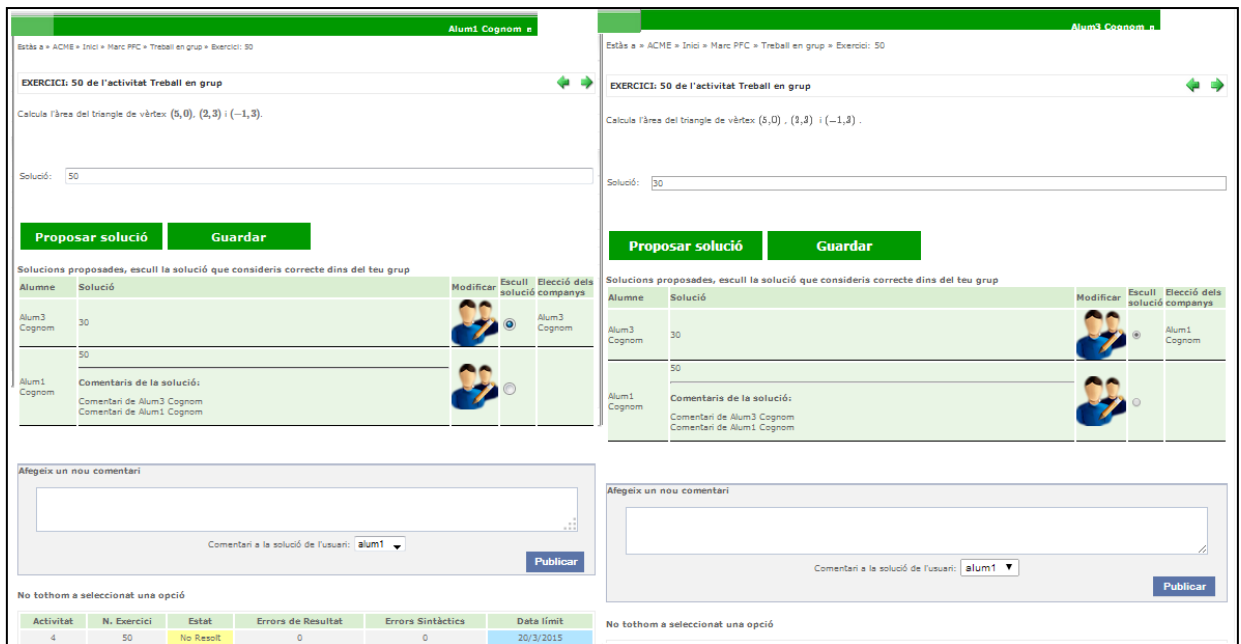 Alum1 Cognom
Estàs a » ACME » Inici » Marc PFC » Treball en grup » Exercici: 50
EXERCICI: 50 de l'activitat Treball en grup
Calcula l'àrea del triangle de vèrtex (5,0), (2,3) i (−1,3).
Solució: 50
Proposar solució Guardar
Solucions proposades, escull la solució que consideris correcte dins del teu grup
Alumne Solució Modificar Escull solució Elecció dels companys
Alum3 Cognom 30 Alum3 Cognom
Alum1 Cognom 50
Comentaris de la solució:
Comentari de Alum3 Cognom
Comentari de Alum1 Cognom
Afegeix un nou comentari
Comentari a la solució de l'usuari: alum1
Publicar
No tothom a seleccionat una opció
Activitat N. Exercici Estat Errors de Resultat Errors Sintàctics Data límit
4 50 No Resolt 0 0 20/3/2015
Alum3 Cognom
Estàs a » ACME » Inici » Marc PFC » Treball en grup » Exercici: 50
EXERCICI: 50 de l'activitat Treball en grup
Calcula l'àrea del triangle de vèrtex (5,0) , (2,3) i (−1,3) .
Solució: 30
Proposar solució Guardar
Solucions proposades, escull la solució que consideris correcte dins del teu grup
Alumne Solució Modificar Escull solució Elecció dels companys
Alum3 Cognom 30 Alum1 Cognom
Alum1 Cognom 50
Comentaris de la solució:
Comentari de Alum3 Cognom
Comentari de Alum1 Cognom
Afegeix un nou comentari
Comentari a la solució de l'usuari: alum1
Publicar
No tothom a seleccionat una opció